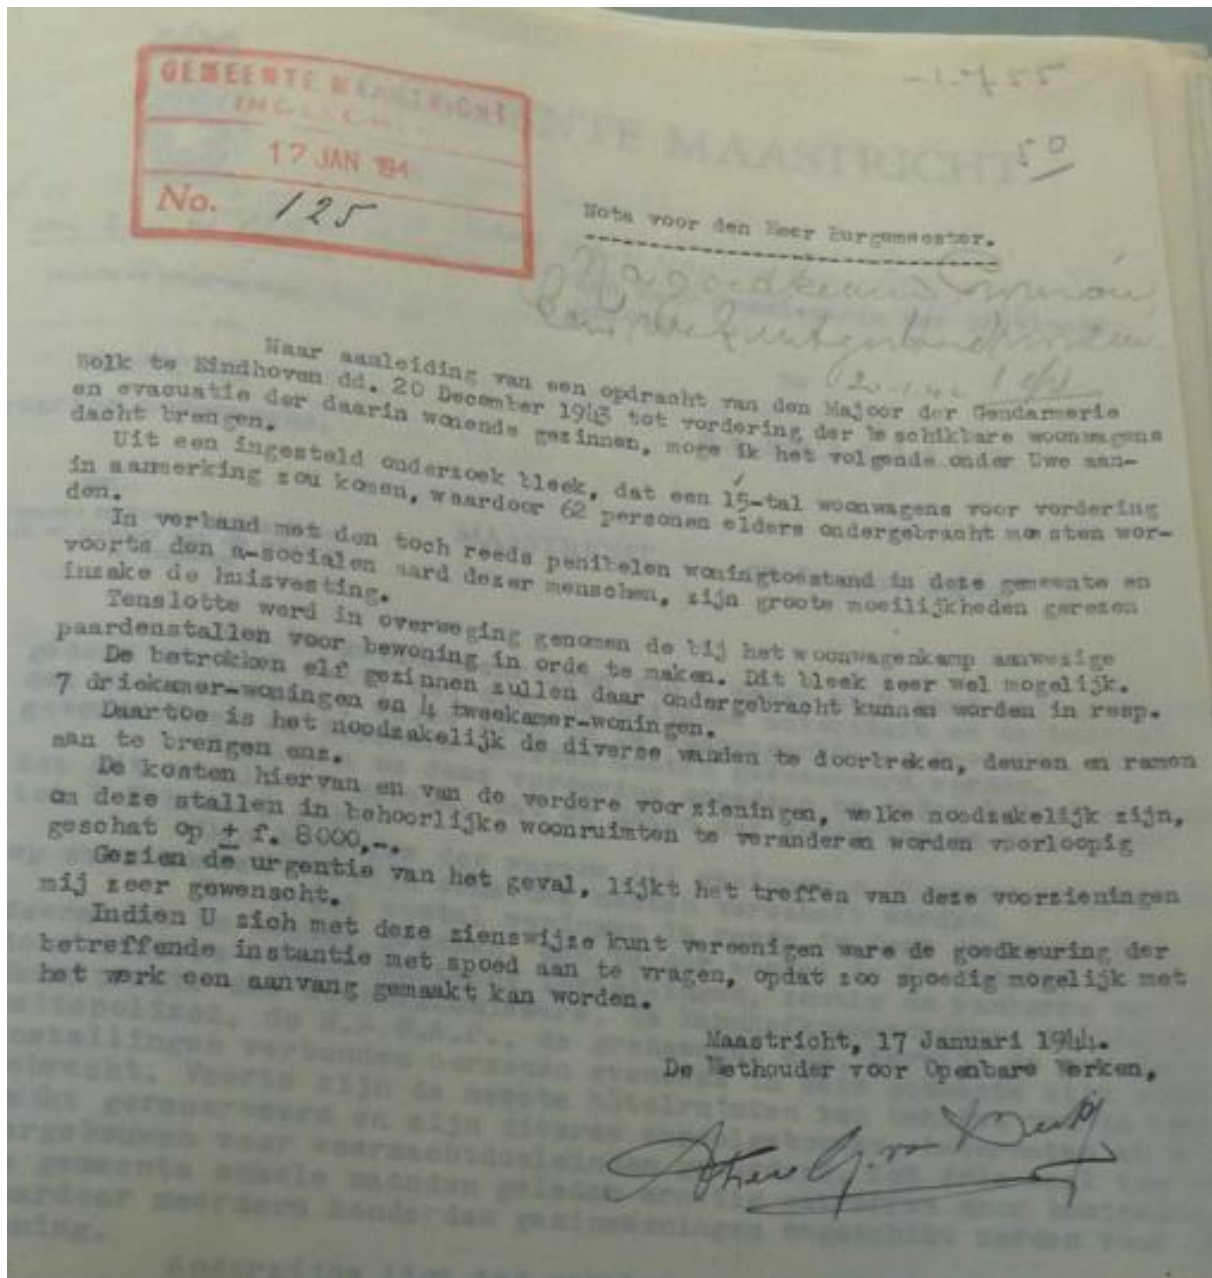 GEMEENTE MAASTRICHT
INGEKOMEN
17 JAN 194
No. 125
-1.755
50
Nota voor den Heer Burgemeester.
Naar aanleiding van een opdracht van den Majoor der Gendarmerie
Wolk te Eindhoven dd. 20 December 1943 tot vordering der beschikbare woonwagens
en evacuatie der daarin wonende gezinnen, moge ik het volgende onder Uwe aan-
dacht brengen.
Uit een ingesteld onderzoek bleek, dat een 15-tal woonwagens voor vordering
in aanmerking zou komen, waardoor 62 personen elders ondergebracht moesten wor-
den.
In verband met den toch reeds penibelen woningtoestand in deze gemeente en
voorts den a-socialen aard dezer menschen, zijn groote moeilijkheden gerezen
inzake de huisvesting.
Tenslotte werd in overweging genomen de bij het woonwagenkamp aanwezige
paardenstallen voor bewoning in orde te maken. Dit bleek zeer wel mogelijk.
De betrokken elf gezinnen zullen daar ondergebracht kunnen worden in resp.
7 driekamer-woningen en 4 tweekamer-woningen.
Daartoe is het noodzakelijk de diverse wanden te doorbreken, deuren en ramen
aan te brengen enz.
De kosten hiervan en van de verdere voorzieningen, welke noodzakelijk zijn,
om deze stallen in behoorlijke woonruimten te veranderen worden voorloopig
geschat op ± f. 8000,-.
Gezien de urgentie van het geval, lijkt het treffen van deze voorzieningen
mij zeer gewenscht.
Indien U zich met deze zienswijze kunt vereenigen ware de goedkeuring der
betreffende instantie met spoed aan te vragen, opdat zoo spoedig mogelijk met
het werk een aanvang gemaakt kan worden.
Maastricht, 17 Januari 1944.
De Wethouder voor Openbare Werken,